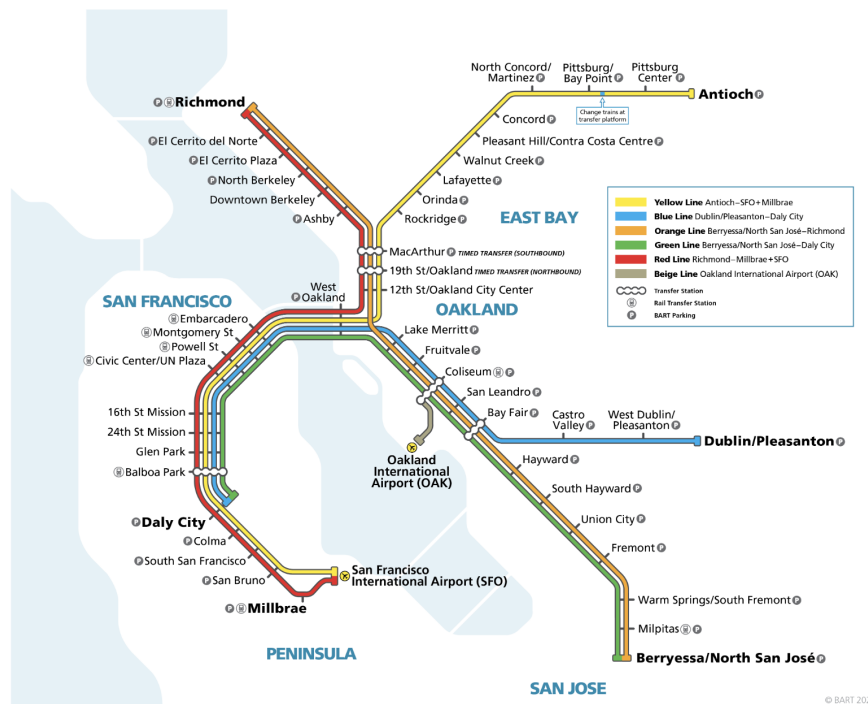 North Concord/
Martinez P
Pittsburg/
Bay Point P
Pittsburg
Center P
Antioch P
Change trains at
transfer platform
Concord P
Pleasant Hill/Contra Costa Centre P
Walnut Creek P
Lafayette P
Orinda P
Rockridge P
P Richmond
P El Cerrito del Norte
P El Cerrito Plaza
P North Berkeley
Downtown Berkeley
P Ashby
EAST BAY
MacArthur P TIMED TRANSFER (SOUTHBOUND)
19th St/Oakland TIMED TRANSFER (NORTHBOUND)
12th St/Oakland City Center
Yellow Line Antioch–SFO+Millbrae
Blue Line Dublin/Pleasanton–Daly City
Orange Line Berryessa/North San José–Richmond
Green Line Berryessa/North San José–Daly City
Red Line Richmond–Millbrae+SFO
Beige Line Oakland International Airport (OAK)
Transfer Station
Rail Transfer Station
P BART Parking
West
P Oakland
SAN FRANCISCO
OAKLAND
Embarcadero
Montgomery St
Powell St
Civic Center/UN Plaza
16th St Mission
24th St Mission
Glen Park
Balboa Park
Lake Merritt P
Fruitvale P
Coliseum P
San Leandro P
Bay Fair P
Castro
Valley P
West Dublin/
Pleasanton P
Dublin/Pleasanton P
Oakland
International
Airport (OAK)
Hayward P
South Hayward P
Union City P
Fremont P
Warm Springs/South Fremont P
Milpitas P
Berryessa/North San José P
P Daly City
P Colma
P South San Francisco
P San Bruno
P Millbrae
San Francisco
International Airport (SFO)
PENINSULA
SAN JOSE
© BART 202